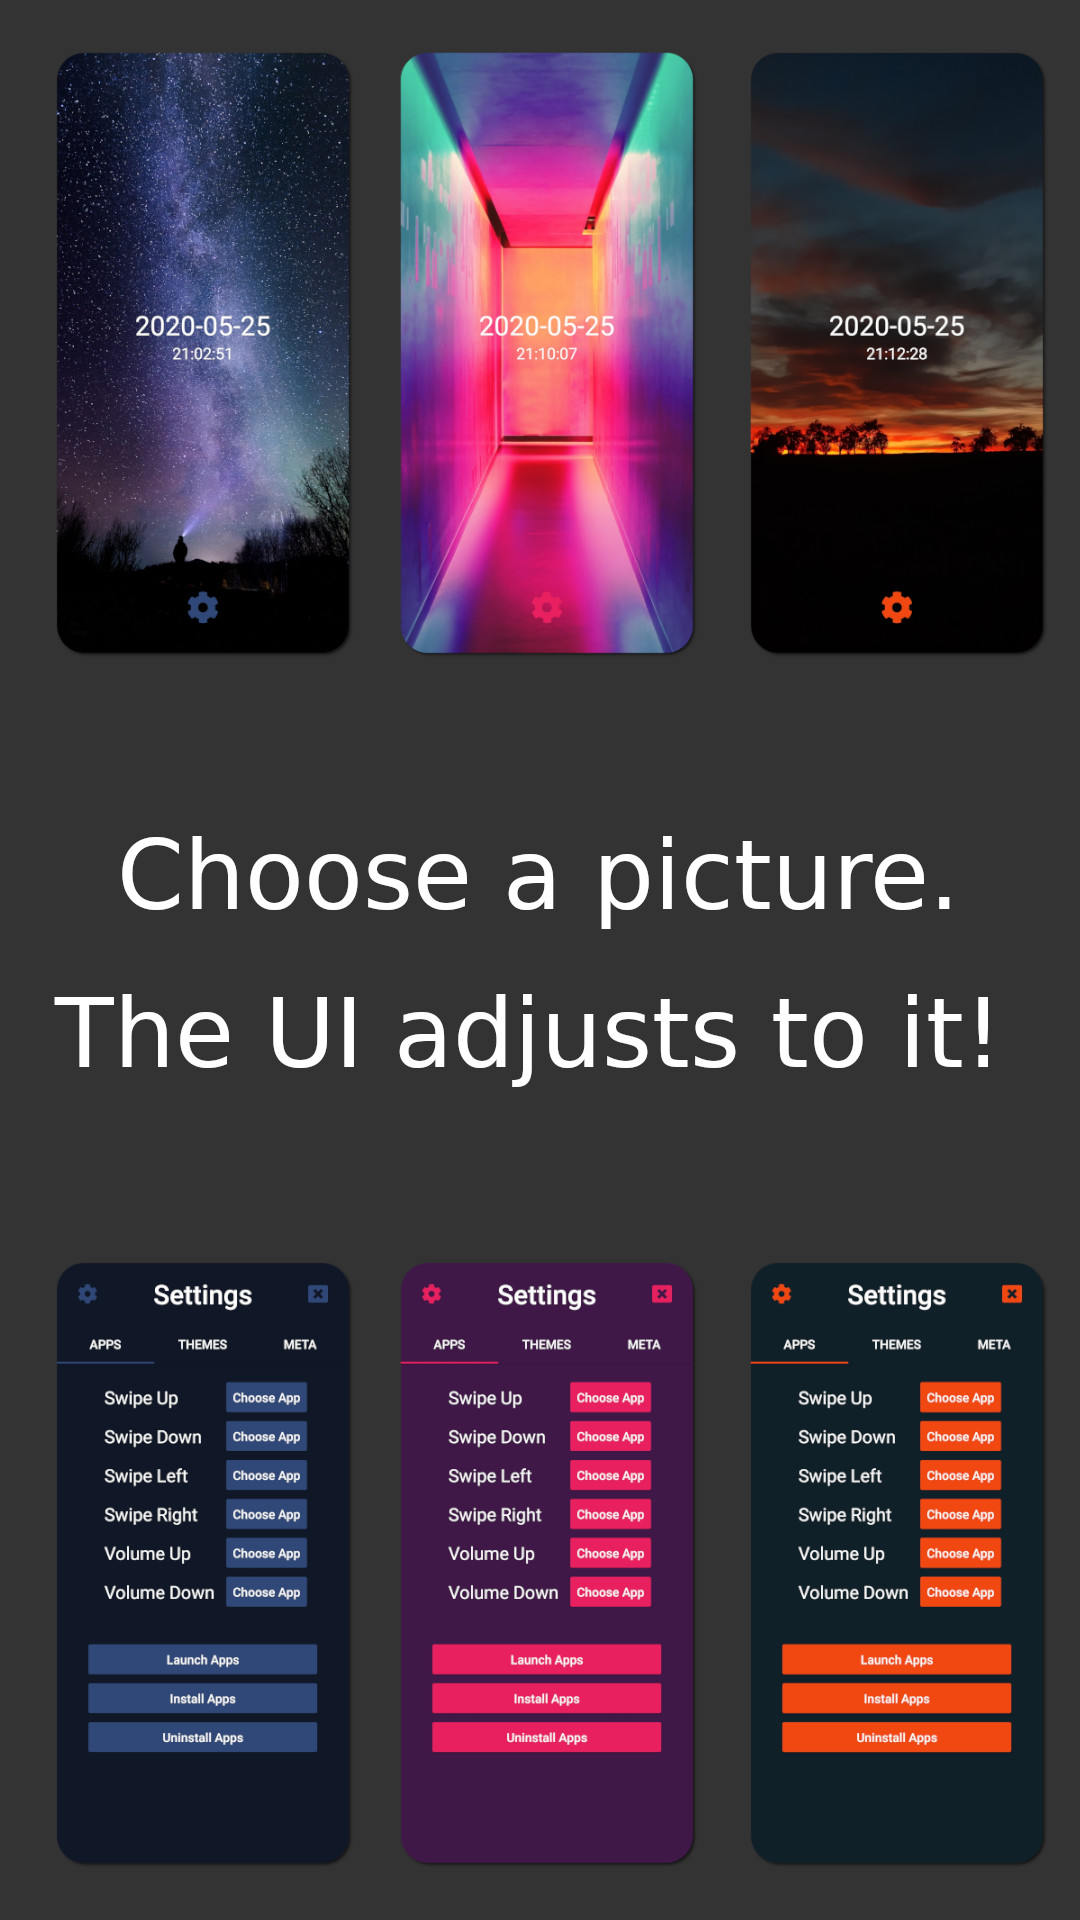 2020-05-25
21:02:51
2020-05-25
21:10:07
2020-05-25
21:12:28
Choose a picture.
The UI adjusts to it!
Settings
APPS THEMES META
Swipe Up Choose App
Swipe Down Choose App
Swipe Left Choose App
Swipe Right Choose App
Volume Up Choose App
Volume Down Choose App
Launch Apps
Install Apps
Uninstall Apps
Settings
APPS THEMES META
Swipe Up Choose App
Swipe Down Choose App
Swipe Left Choose App
Swipe Right Choose App
Volume Up Choose App
Volume Down Choose App
Launch Apps
Install Apps
Uninstall Apps
Settings
APPS THEMES META
Swipe Up Choose App
Swipe Down Choose App
Swipe Left Choose App
Swipe Right Choose App
Volume Up Choose App
Volume Down Choose App
Launch Apps
Install Apps
Uninstall Apps